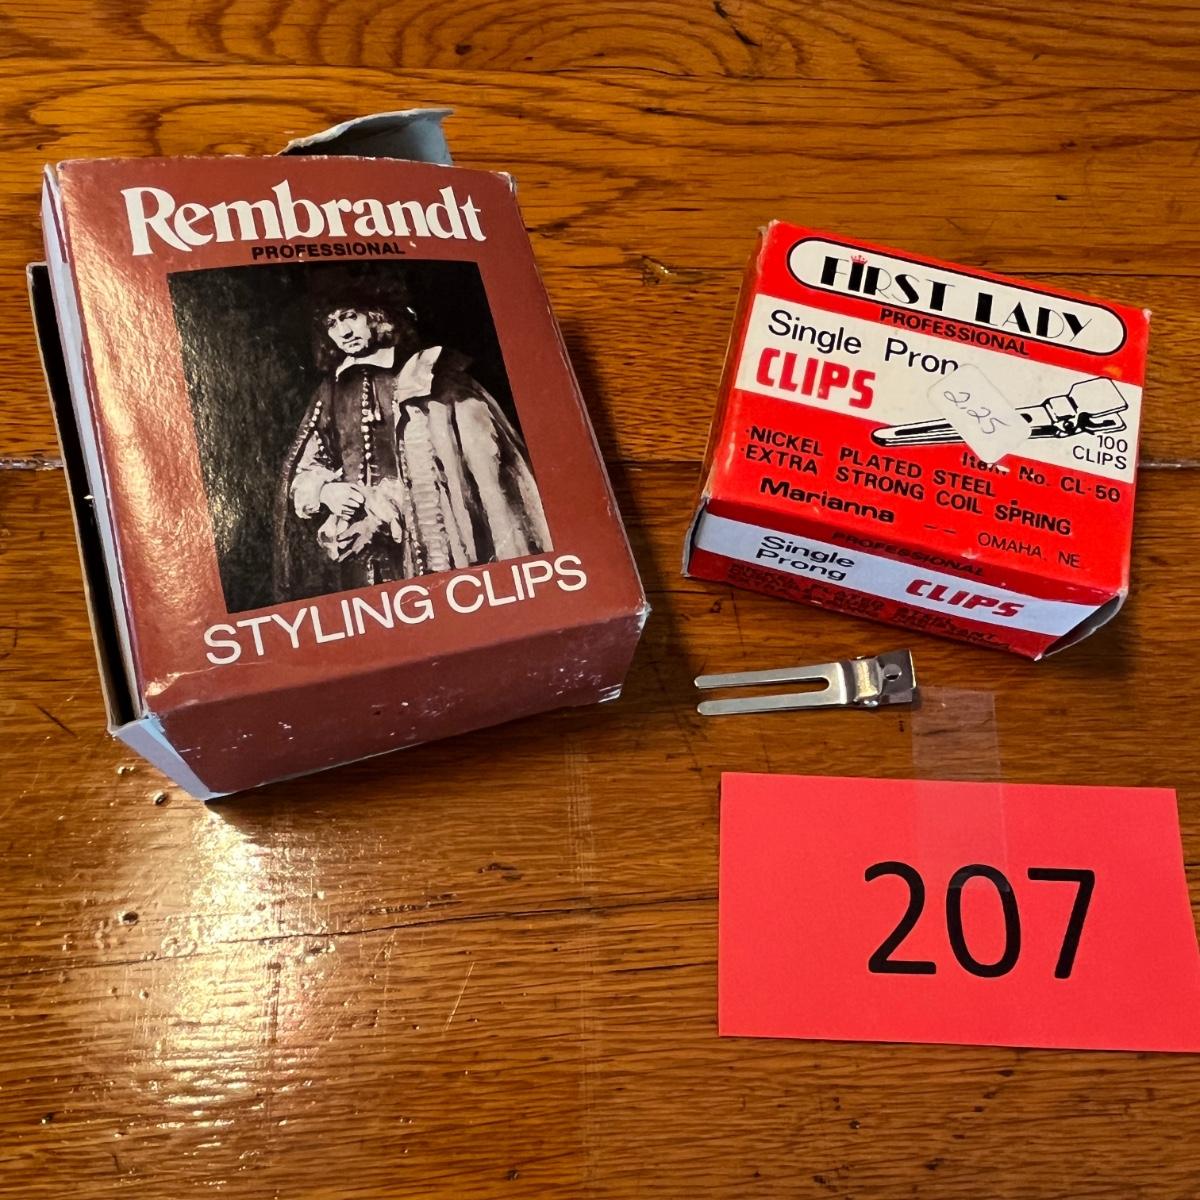 Rembrandt
PROFESSIONAL
STYLING CLIPS
FIRST LADY
PROFESSIONAL
Single Pron
CLIPS
2.25
100
CLIPS
Item No. CL-50
·NICKEL PLATED STEEL
·EXTRA STRONG COIL SPRING
Marianna -- OMAHA, NE.
PROFESSIONAL
Single
Prong
CLIPS
207